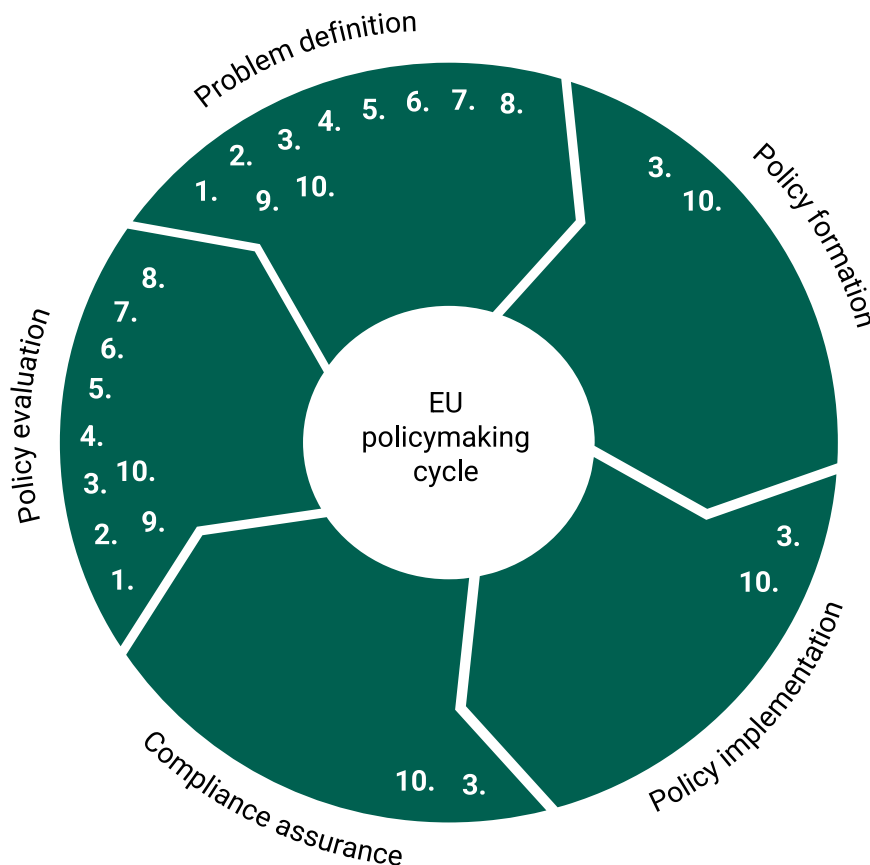 Problem definition
1. 2. 3. 4. 5. 6. 7. 8.
9. 10.
Policy formation
3.
10.
Policy implementation
3.
10.
Compliance assurance
10. 3.
Policy evaluation
8.
7.
6.
5.
4.
3. 10.
2. 9.
1.
EU
policymaking
cycle